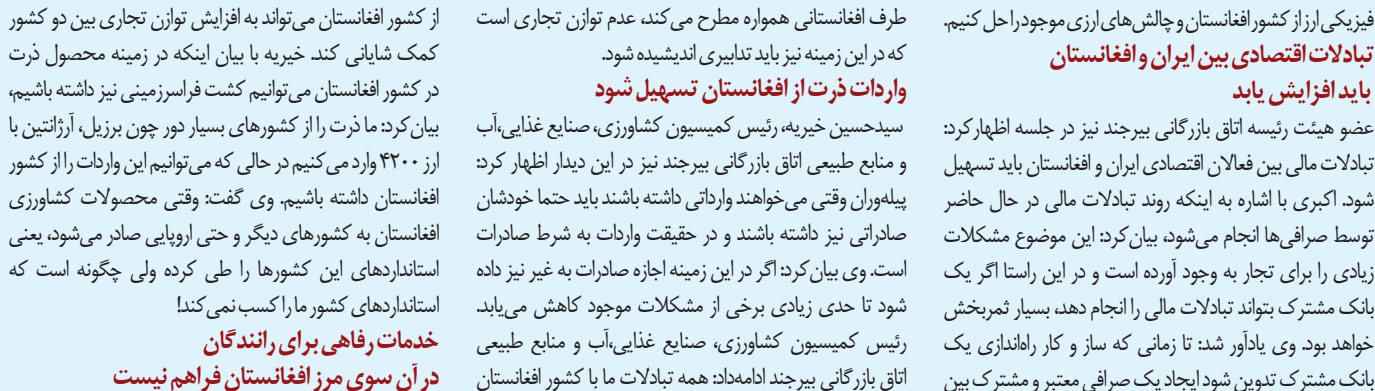 فیزیکی ارز از کشور افغانستان و چالش‌های ارزی موجود را حل کنیم.
تبادلات اقتصادی بین ایران و افغانستان
باید افزایش یابد
عضو هیئت رئیسه اتاق بازرگانی بیرجند نیز در جلسه اظهار کرد:
تبادلات مالی بین فعالان اقتصادی ایران و افغانستان باید تسهیل
شود. اکبری با اشاره به اینکه روند تبادلات مالی در حال حاضر
توسط صرافی‌ها انجام می‌شود، بیان کرد: این موضوع مشکلات
زیادی را برای تجار به وجود آورده است و در این راستا اگر یک
بانک مشترک بتواند تبادلات مالی را انجام دهد، بسیار ثمربخش
خواهد بود. وی یادآور شد: تا زمانی که ساز و کار راه‌اندازی یک
بانک مشترک تدوین شود ایجاد یک صرافی معتبر و مشترک بین
طرف افغانستانی همواره مطرح می‌کند، عدم توازن تجاری است
که در این زمینه نیز باید تدابیری اندیشیده شود.
واردات ذرت از افغانستان تسهیل شود
سیدحسین خیریه، رئیس کمیسیون کشاورزی، صنایع غذایی،آب
و منابع طبیعی اتاق بازرگانی بیرجند نیز در این دیدار اظهار کرد:
پیله‌وران وقتی می‌خواهند وارداتی داشته باشند باید حتما خودشان
صادراتی نیز داشته باشند و در حقیقت واردات به شرط صادرات
است. وی بیان کرد: اگر در این زمینه اجازه صادرات به غیر نیز داده
شود تا حدی زیادی برخی از مشکلات موجود کاهش می‌یابد.
رئیس کمیسیون کشاورزی، صنایع غذایی،آب و منابع طبیعی
اتاق بازرگانی بیرجند ادامه‌داد: همه تبادلات ما با کشور افغانستان
از کشور افغانستان می‌تواند به افزایش توازن تجاری بین دو کشور
کمک شایانی کند. خیریه با بیان اینکه در زمینه محصول ذرت
در کشور افغانستان می‌توانیم کشت فراسرزمینی نیز داشته باشیم،
بیان کرد: ما ذرت را از کشورهای بسیار دور چون برزیل، آرژانتین با
ارز ۴۲۰۰ وارد می‌کنیم در حالی که می‌توانیم این واردات را از کشور
افغانستان داشته باشیم. وی گفت: وقتی محصولات کشاورزی
افغانستان به کشورهای دیگر و حتی اروپایی صادر می‌شود، یعنی
استانداردهای این کشورها را طی کرده ولی چگونه است که
استانداردهای کشور ما را کسب نمی‌کند!
خدمات رفاهی برای رانندگان
در آن سوی مرز افغانستان فراهم نیست